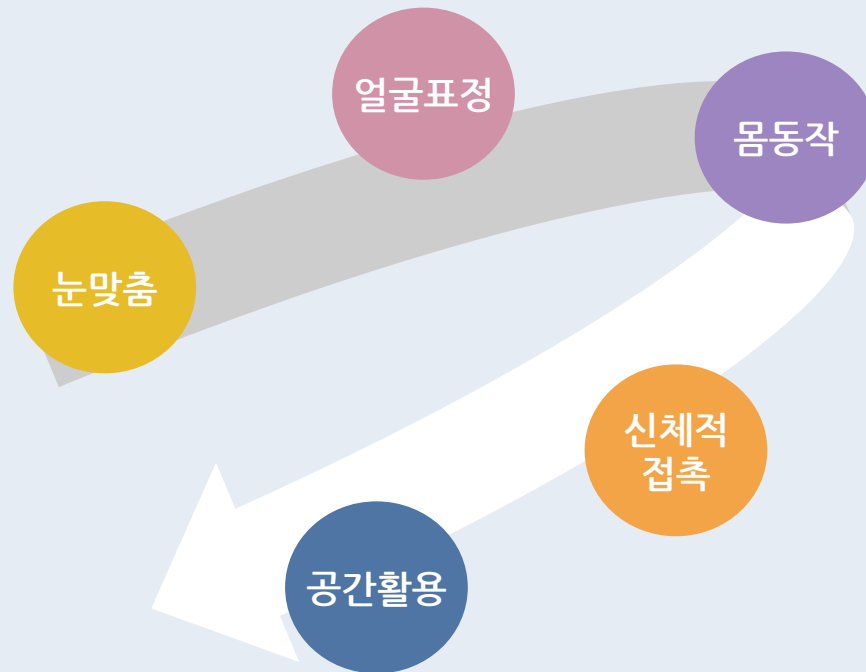 눈맞춤
얼굴표정
몸동작
신체적
접촉
공간활용